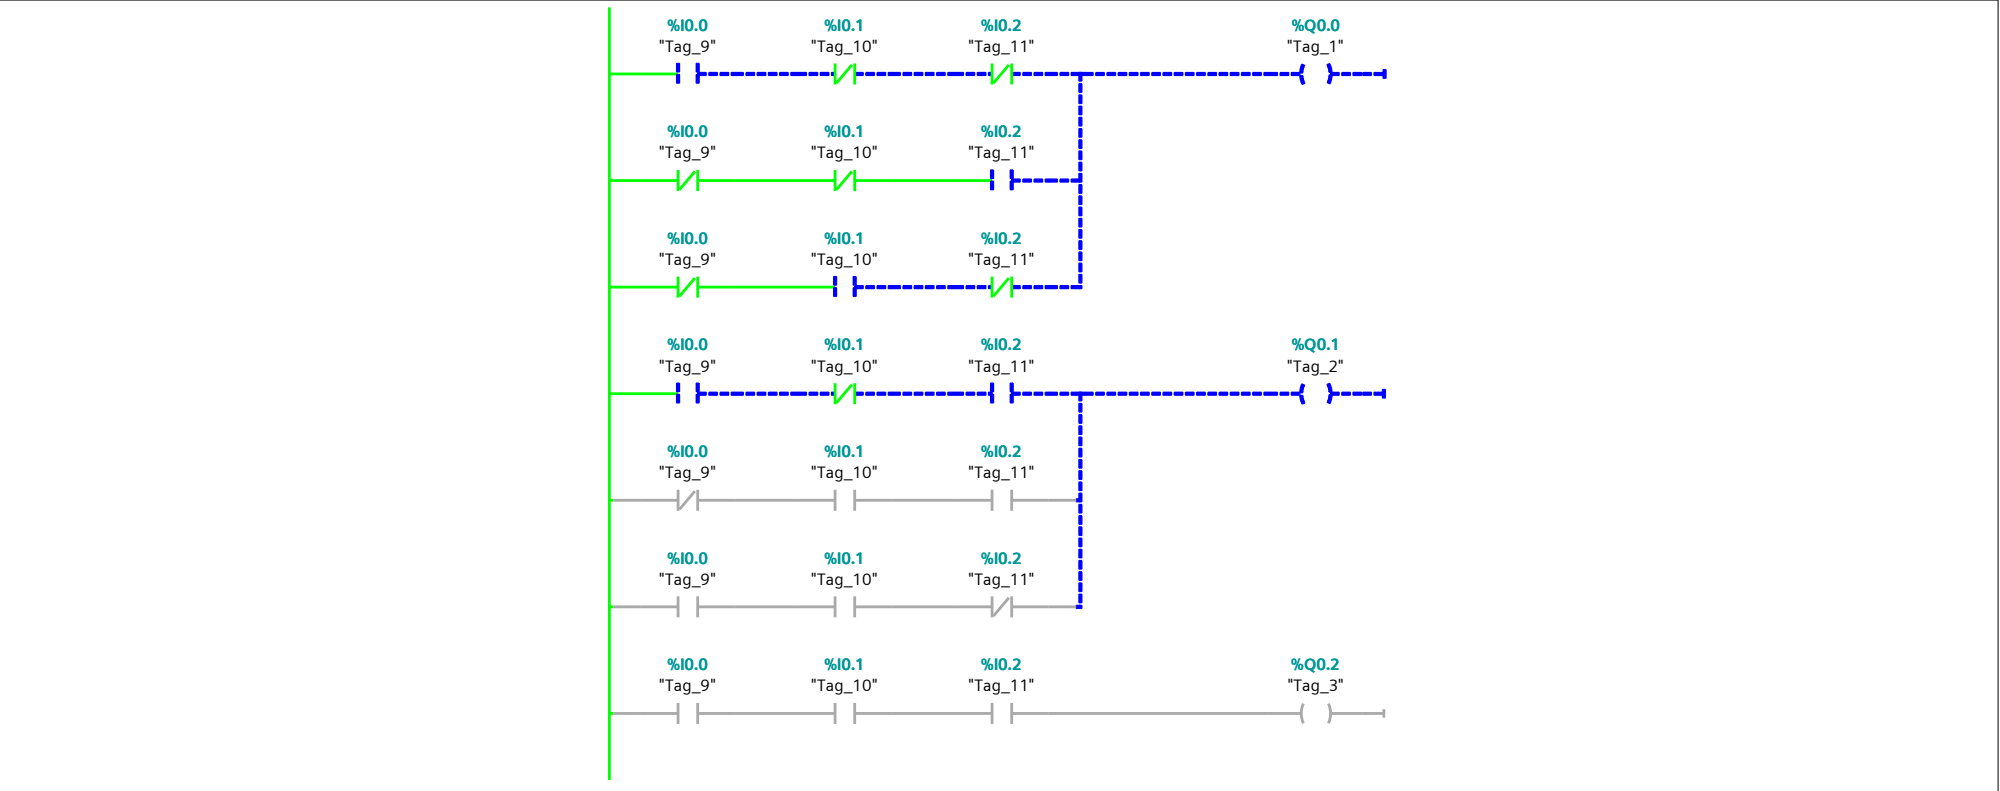 %I0.0 %I0.1 %I0.2 %Q0.0
"Tag_9" "Tag_10" "Tag_11" "Tag_1"
%I0.0 %I0.1 %I0.2
"Tag_9" "Tag_10" "Tag_11"
%I0.0 %I0.1 %I0.2
"Tag_9" "Tag_10" "Tag_11"
%I0.0 %I0.1 %I0.2 %Q0.1
"Tag_9" "Tag_10" "Tag_11" "Tag_2"
%I0.0 %I0.1 %I0.2
"Tag_9" "Tag_10" "Tag_11"
%I0.0 %I0.1 %I0.2
"Tag_9" "Tag_10" "Tag_11"
%I0.0 %I0.1 %I0.2 %Q0.2
"Tag_9" "Tag_10" "Tag_11" "Tag_3"